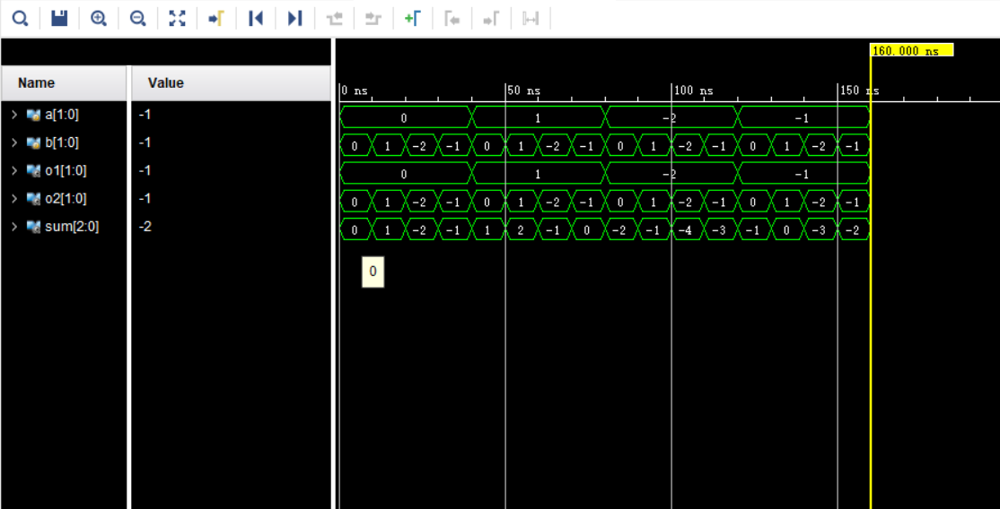 160.000 ns
Name Value
0 ns 50 ns 100 ns 150 ns
a[1:0] -1 0 1 -2 -1
b[1:0] -1 0 1 -2 -1 0 1 -2 -1 0 1 -2 -1 0 1 -2 -1
o1[1:0] -1 0 1 -2 -1
o2[1:0] -1 0 1 -2 -1 0 1 -2 -1 0 1 -2 -1 0 1 -2 -1
sum[2:0] -2 0 1 -2 -1 1 2 -1 0 -2 -1 -4 -3 -1 0 -3 -2
0